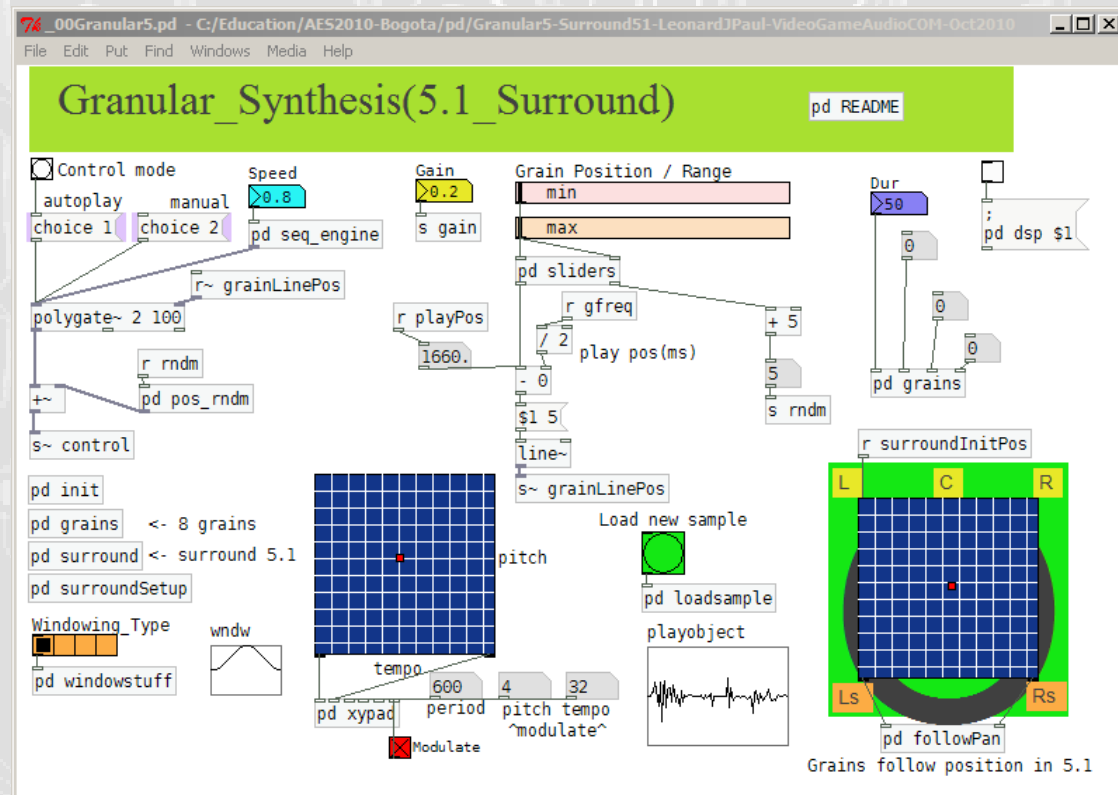 _00Granular5.pd - C:/Education/AES2010-Bogota/pd/Granular5-Surround51-LeonardJPaul-VideoGameAudioCOM-Oct2010
File Edit Put Find Windows Media Help
Granular_Synthesis(5.1_Surround)
pd README
Control mode
Speed
Gain
Grain Position / Range
Dur
autoplay
manual
>0.8
>0.2
min
>50
choice 1
choice 2
pd seq_engine
s gain
max
0
;
pd dsp $1
r~ grainLinePos
pd sliders
polygate~ 2 100
r playPos
r gfreq
+ 5
0
1660.
/ 2
play pos(ms)
0
r rndm
- 0
5
pd grains
+~
pd pos_rndm
$1 5
s rndm
s~ control
line~
r surroundInitPos
pd init
s~ grainLinePos
L
C
R
pd grains
<- 8 grains
Load new sample
pd surround
<- surround 5.1
pitch
pd surroundSetup
pd loadsample
Windowing_Type
wndw
playobject
pd windowstuff
tempo
600
4
32
Ls
Rs
pd xypad
period
pitch tempo
^modulate^
Modulate
pd followPan
Grains follow position in 5.1